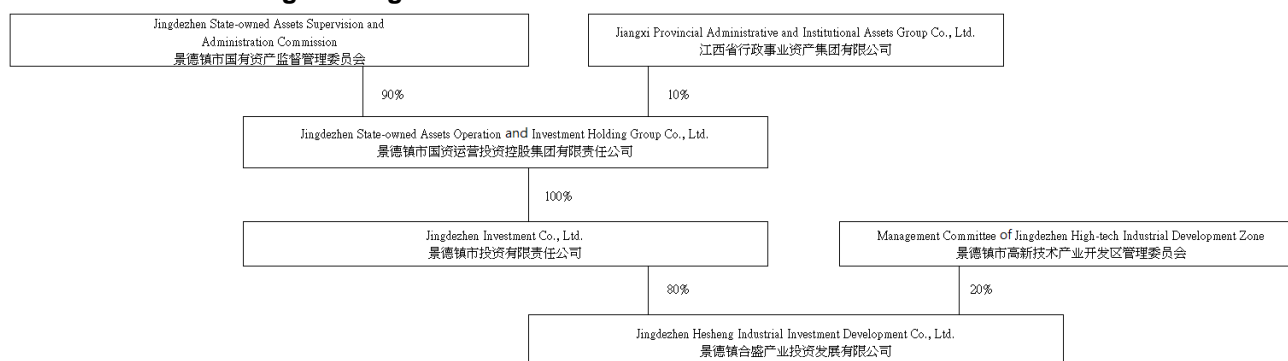 Jingdezhen State-owned Assets Supervision and
Administration Commission
景德镇市国有资产监督管理委员会
Jiangxi Provincial Administrative and Institutional Assets Group Co., Ltd.
江西省行政事业资产集团有限公司
90%
10%
Jingdezhen State-owned Assets Operation and Investment Holding Group Co., Ltd.
景德镇市国资运营投资控股集团有限责任公司
100%
Jingdezhen Investment Co., Ltd.
景德镇市投资有限责任公司
Management Committee of Jingdezhen High-tech Industrial Development Zone
景德镇市高新技术产业开发区管理委员会
80%
20%
Jingdezhen Hesheng Industrial Investment Development Co., Ltd.
景德镇合盛产业投资发展有限公司